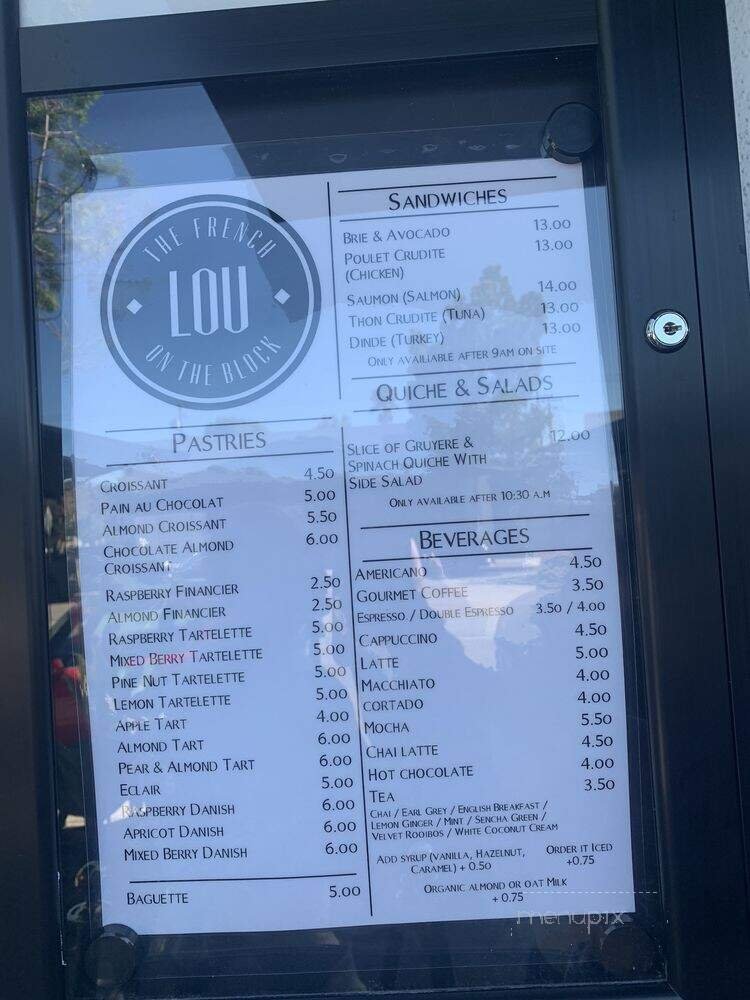 THE FRENCH
LOU
ON THE BLOCK
PASTRIES
CROISSANT 4.50
PAIN AU CHOCOLAT 5.00
ALMOND CROISSANT 5.50
CHOCOLATE ALMOND 6.00
CROISSANT
RASPBERRY FINANCIER 2.50
ALMOND FINANCIER 2.50
RASPBERRY TARTELETTE 5.00
MIXED BERRY TARTELETTE 5.00
PINE NUT TARTELETTE 5.00
LEMON TARTELETTE 5.00
APPLE TART 4.00
ALMOND TART 6.00
PEAR & ALMOND TART 6.00
ECLAIR 5.00
RASPBERRY DANISH 6.00
APRICOT DANISH 6.00
MIXED BERRY DANISH 6.00
BAGUETTE 5.00
SANDWICHES
BRIE & AVOCADO 13.00
POULET CRUDITE 13.00
(CHICKEN)
SAUMON (SALMON) 14.00
THON CRUDITE (TUNA) 13.00
DINDE (TURKEY) 13.00
ONLY AVAILIABLE AFTER 9AM ON SITE
QUICHE & SALADS
SLICE OF GRUYERE & 12.00
SPINACH QUICHE WITH
SIDE SALAD
ONLY AVAILABLE AFTER 10:30 A.M
BEVERAGES
AMERICANO 4.50
GOURMET COFFEE 3.50
ESPRESSO / DOUBLE ESPRESSO 3.50 / 4.00
CAPPUCCINO 4.50
LATTE 5.00
MACCHIATO 4.00
CORTADO 4.00
MOCHA 5.50
CHAI LATTE 4.50
HOT CHOCOLATE 4.00
TEA 3.50
CHAI / EARL GREY / ENGLISH BREAKFAST /
LEMON GINGER / MINT / SENCHA GREEN /
VELVET ROOIBOS / WHITE COCONUT CREAM
ADD SYRUP (VANILLA, HAZELNUT,
CARAMEL) + 0.50
ORDER IT ICED
+0.75
ORGANIC ALMOND OR OAT MILK
+ 0.75
menupix